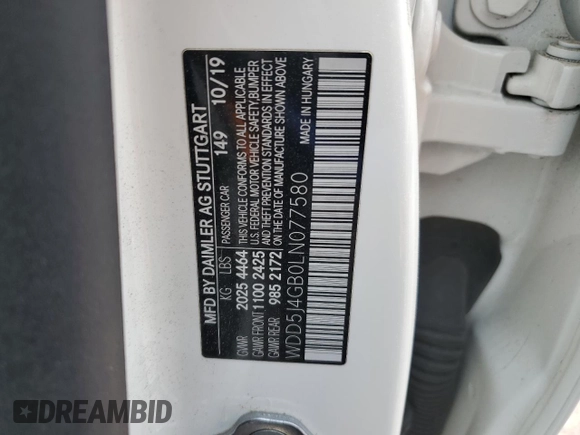 MFD BY DAIMLER AG STUTTGART
KG LBS PASSENGER CAR 149 10/19
GVWR 2025 4464 THIS VEHICLE CONFORMS TO ALL APPLICABLE
GAWR FRONT 1100 2425 U.S. FEDERAL MOTOR VEHICLE SAFETY, BUMPER
GAWR REAR 985 2172 AND THEFT PREVENTION STANDARDS IN EFFECT
ON THE DATE OF MANUFACTURE SHOWN ABOVE
WDD5J4GB0LN077580 MADE IN HUNGARY
DREAMBID